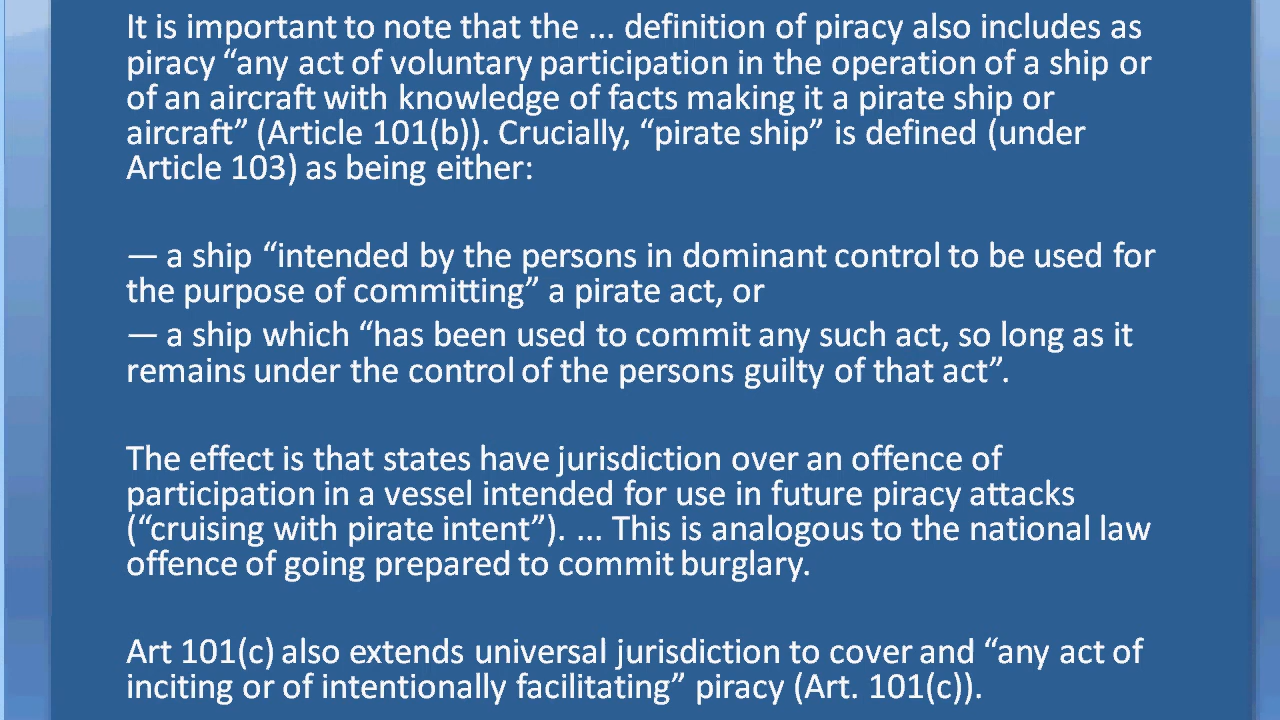 It is important to note that the ... definition of piracy also includes as
piracy “any act of voluntary participation in the operation of a ship or
of an aircraft with knowledge of facts making it a pirate ship or
aircraft” (Article 101(b)). Crucially, “pirate ship” is defined (under
Article 103) as being either:
— a ship “intended by the persons in dominant control to be used for
the purpose of committing” a pirate act, or
— a ship which “has been used to commit any such act, so long as it
remains under the control of the persons guilty of that act”.
The effect is that states have jurisdiction over an offence of
participation in a vessel intended for use in future piracy attacks
(“cruising with pirate intent”). ... This is analogous to the national law
offence of going prepared to commit burglary.
Art 101(c) also extends universal jurisdiction to cover and “any act of
inciting or of intentionally facilitating” piracy (Art. 101(c)).